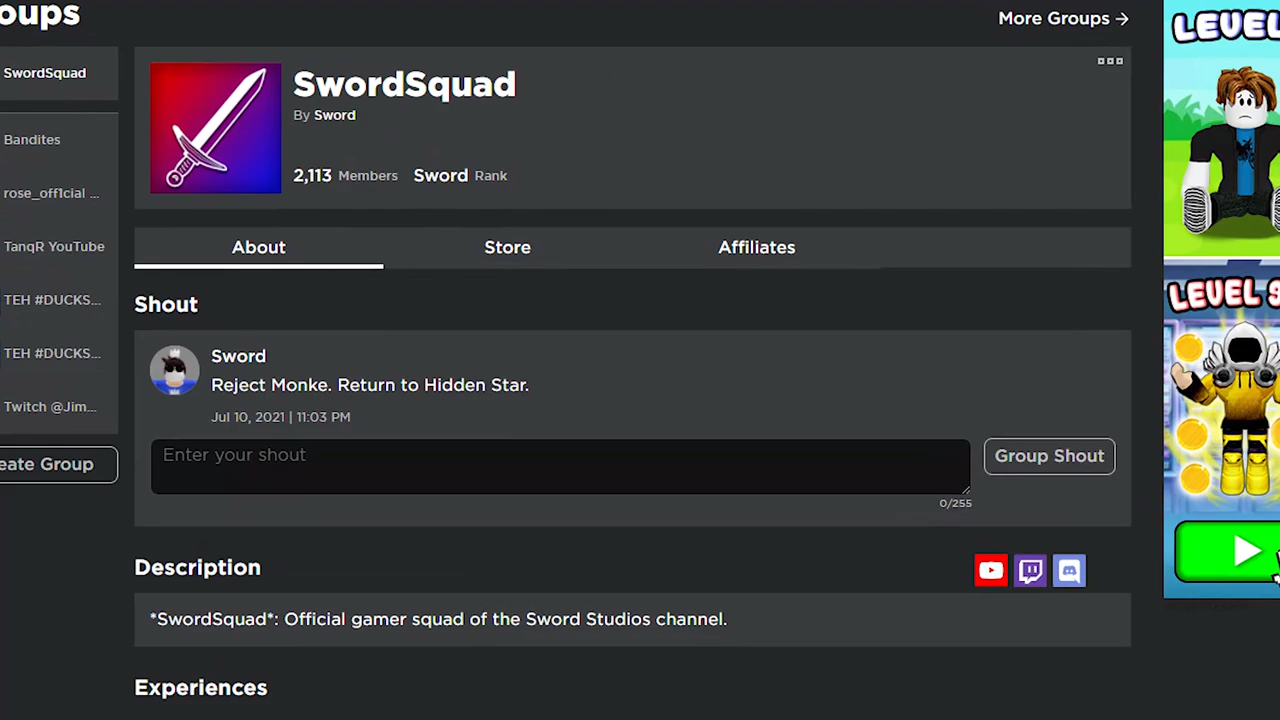 oups
More Groups →
SwordSquad
Bandites
rose_off1cial ...
TanqR YouTube
TEH #DUCKS...
TEH #DUCKS...
Twitch @Jim...
eate Group
SwordSquad
By Sword
2,113 Members Sword Rank
About Store Affiliates
Shout
Sword
Reject Monke. Return to Hidden Star.
Jul 10, 2021 | 11:03 PM
Enter your shout
Group Shout
0/255
Description
*SwordSquad*: Official gamer squad of the Sword Studios channel.
Experiences
LEVEL
LEVEL